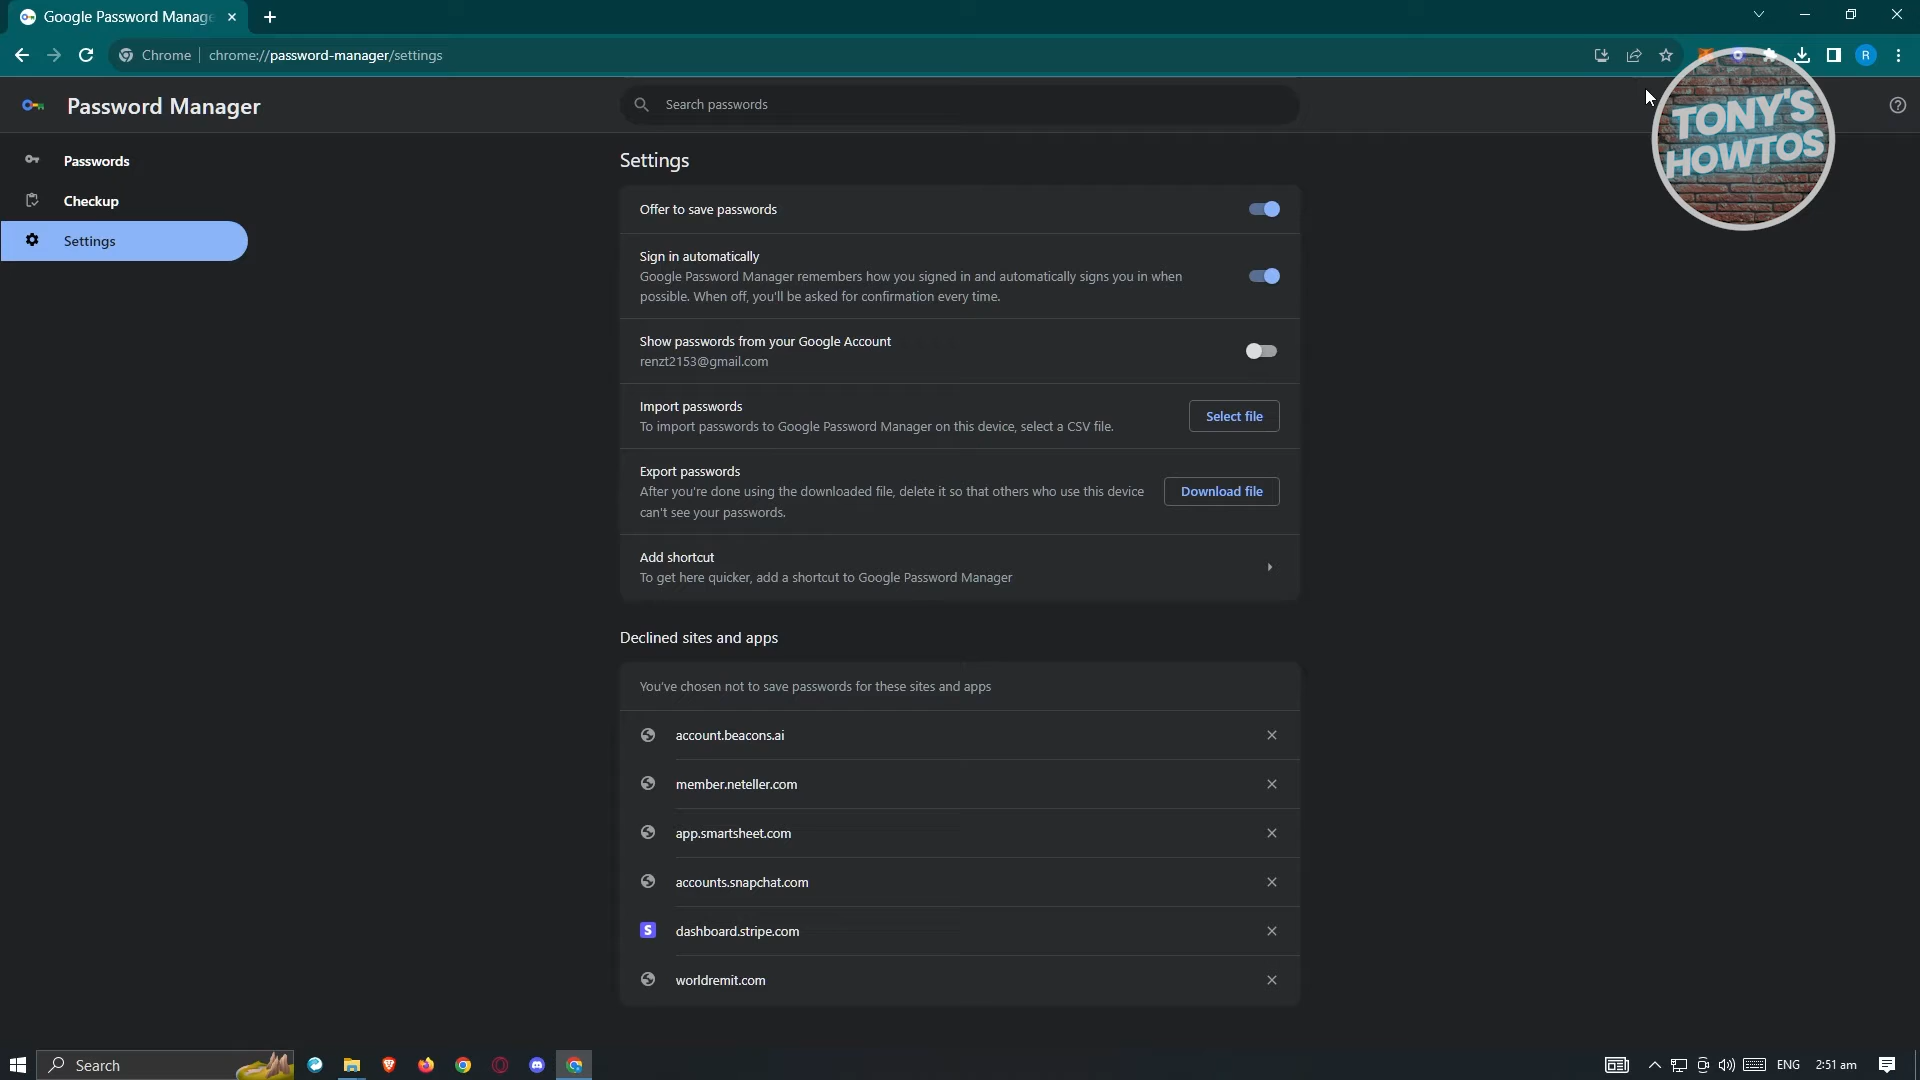 Google Password Manage
Chrome
chrome://password-manager/settings
R
TONY'S
HOWTOS
Password Manager
Search passwords
Passwords
Checkup
Settings
Settings
Offer to save passwords
Sign in automatically
Google Password Manager remembers how you signed in and automatically signs you in when
possible. When off, you'll be asked for confirmation every time.
Show passwords from your Google Account
renzt2153@gmail.com
Import passwords
To import passwords to Google Password Manager on this device, select a CSV file.
Select file
Export passwords
After you're done using the downloaded file, delete it so that others who use this device
can't see your passwords.
Download file
Add shortcut
To get here quicker, add a shortcut to Google Password Manager
Declined sites and apps
You've chosen not to save passwords for these sites and apps
account.beacons.ai
member.neteller.com
app.smartsheet.com
accounts.snapchat.com
S
dashboard.stripe.com
worldremit.com
Search
ENG
2:51 am